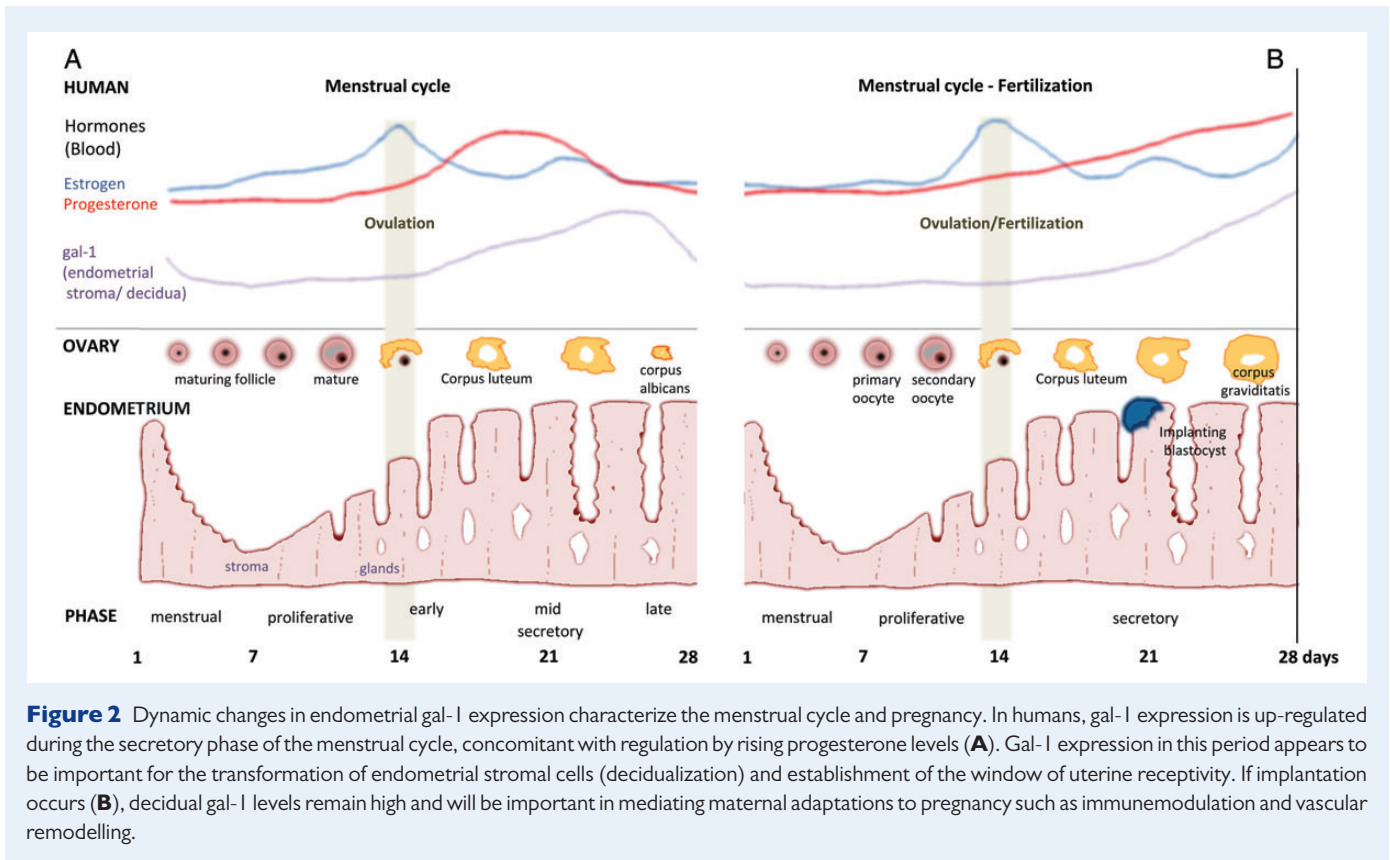 A
B
HUMAN
Menstrual cycle
Menstrual cycle - Fertilization
Hormones
(Blood)
Estrogen
Progesterone
Ovulation
Ovulation/Fertilization
gal-1
(endometrial
stroma/ decidua)
OVARY
maturing follicle
mature
Corpus luteum
corpus
albicans
primary
oocyte
secondary
oocyte
Corpus luteum
corpus
graviditatis
ENDOMETRIUM
Implanting
blastocyst
stroma
glands
PHASE
menstrual
proliferative
early
mid
secretory
late
menstrual
proliferative
secretory
1 7 14 21 28
1 7 14 21 28 days
Figure 2 Dynamic changes in endometrial gal-1 expression characterize the menstrual cycle and pregnancy. In humans, gal-1 expression is up-regulated
during the secretory phase of the menstrual cycle, concomitant with regulation by rising progesterone levels (A). Gal-1 expression in this period appears to
be important for the transformation of endometrial stromal cells (decidualization) and establishment of the window of uterine receptivity. If implantation
occurs (B), decidual gal-1 levels remain high and will be important in mediating maternal adaptations to pregnancy such as immunemodulation and vascular
remodelling.